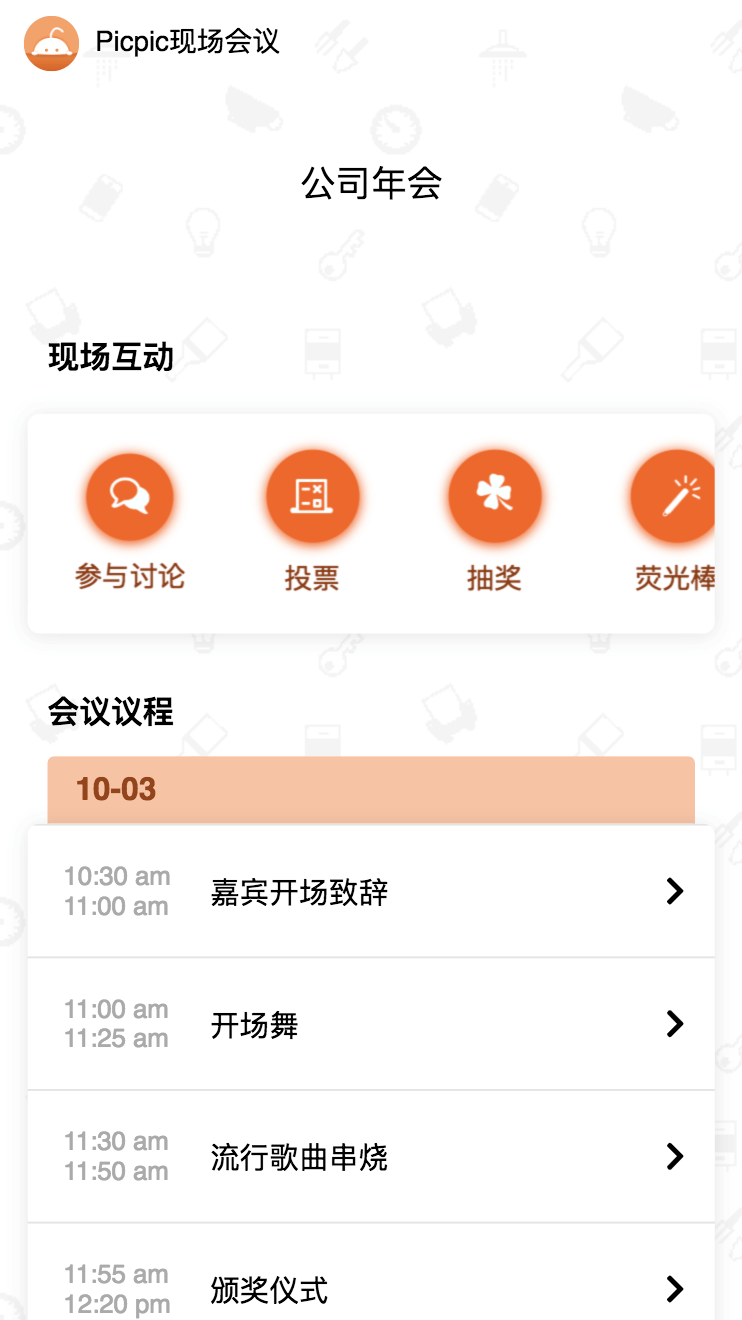 Picpic现场会议
公司年会
现场互动
参与讨论
投票
抽奖
荧光棒
会议议程
10-03
10:30 am
11:00 am
嘉宾开场致辞
11:00 am
11:25 am
开场舞
11:30 am
11:50 am
流行歌曲串烧
11:55 am
12:20 pm
颁奖仪式